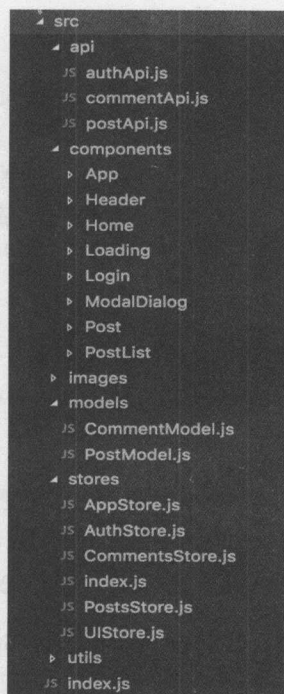 src
api
JS authApi.js
JS commentApi.js
JS postApi.js
components
App
Header
Home
Loading
Login
ModalDialog
Post
PostList
images
models
JS CommentModel.js
JS PostModel.js
stores
JS AppStore.js
JS AuthStore.js
JS CommentsStore.js
JS index.js
JS PostsStore.js
JS UIStore.js
utils
JS index.js